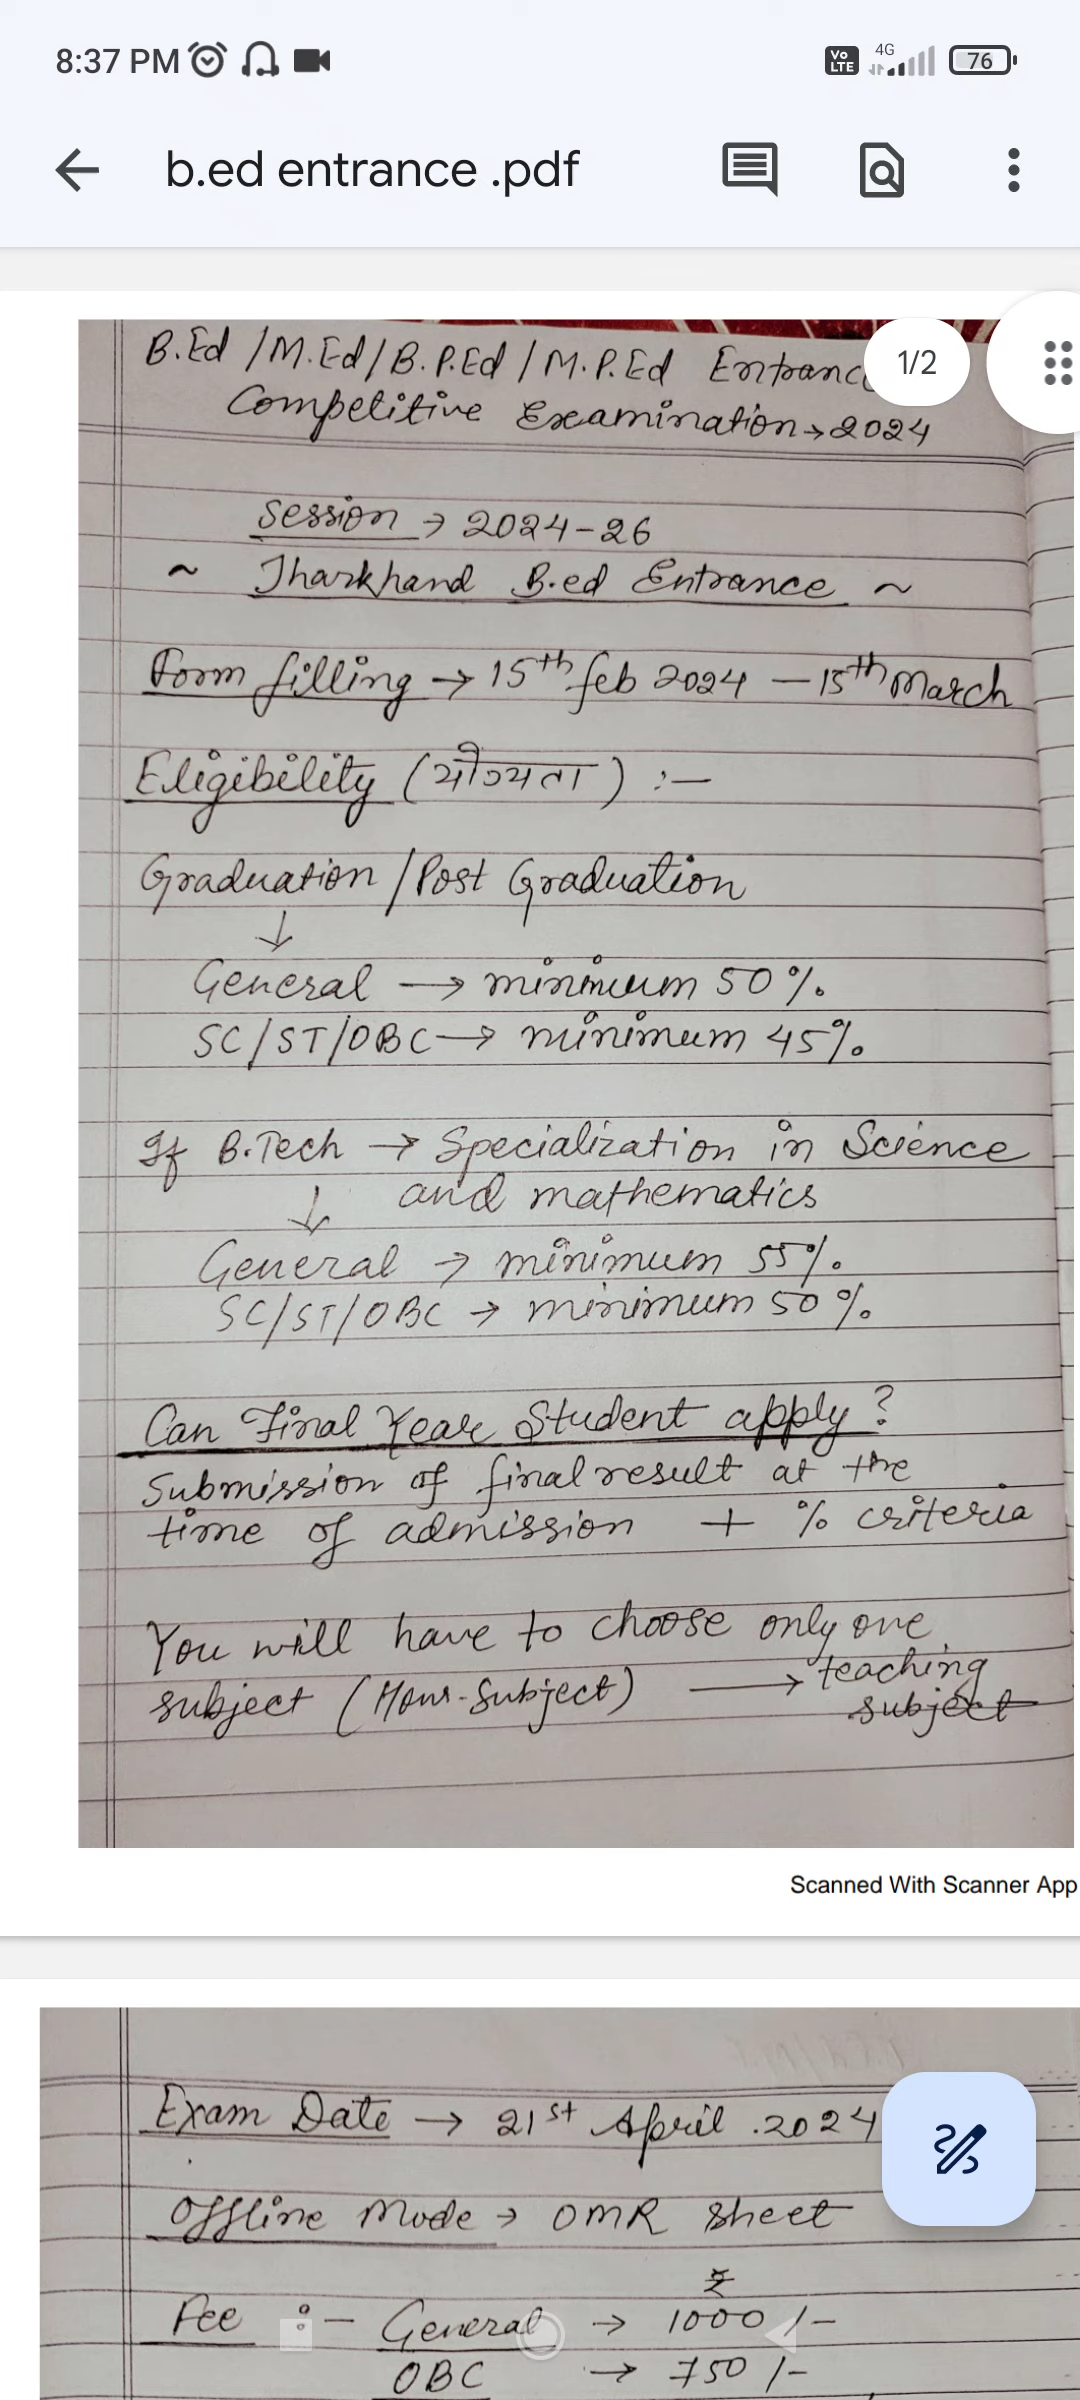 8:37 PM
Vo LTE 4G 76
b.ed entrance .pdf
1/2
B.Ed / M.Ed / B.P.Ed / M.P.Ed Entranc
Competitive Examination → 2024
Session → 2024-26
~ Jharkhand B.ed Entrance ~
Form filling → 15th feb 2024 — 15th March
Eligibility (योग्यता) :-
Graduation / Post Graduation
↓
General → minimum 50%.
SC/ST/OBC → minimum 45%.
If B.Tech → Specialization in Science
↓ and mathematics
General → minimum 55%.
SC/ST/OBC → minimum 50%.
Can Final Year Student apply?
Submission of final result at the
time of admission + % criteria
You will have to choose only one
subject (Hons-Subject) → teaching
subject
Scanned With Scanner App
Exam Date → 21st April .2024
Offline Mode → OMR Sheet
₹
Fee :- General → 1000/-
OBC → 750/-